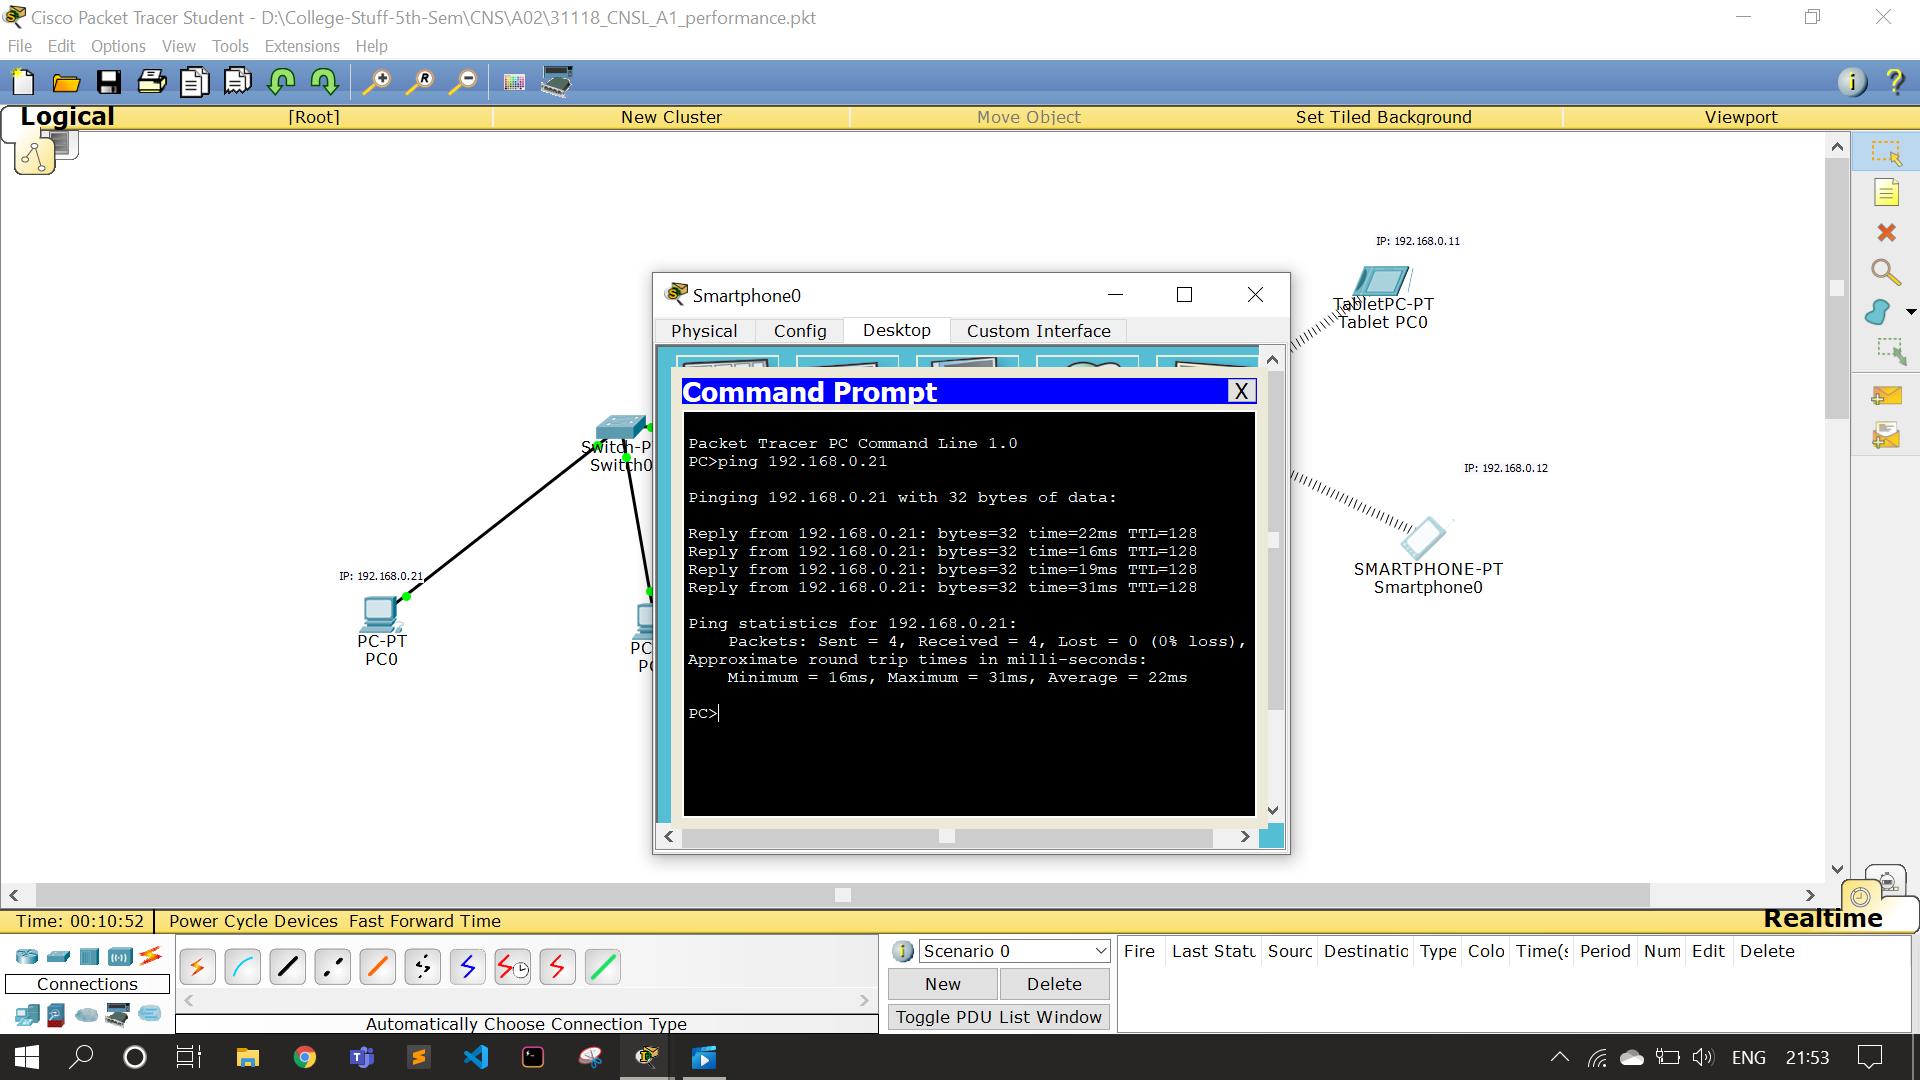 Cisco Packet Tracer Student - D:\College-Stuff-5th-Sem\CNS\A02\31118_CNSL_A1_performance.pkt
File Edit Options View Tools Extensions Help
Logical [Root] New Cluster Move Object Set Tiled Background Viewport
IP: 192.168.0.11
TabletPC-PT
Tablet PC0
Smartphone0
Physical Config Desktop Custom Interface
Command Prompt X
Packet Tracer PC Command Line 1.0
PC>ping 192.168.0.21
Pinging 192.168.0.21 with 32 bytes of data:
Reply from 192.168.0.21: bytes=32 time=22ms TTL=128
Reply from 192.168.0.21: bytes=32 time=16ms TTL=128
Reply from 192.168.0.21: bytes=32 time=19ms TTL=128
Reply from 192.168.0.21: bytes=32 time=31ms TTL=128
Ping statistics for 192.168.0.21:
Packets: Sent = 4, Received = 4, Lost = 0 (0% loss),
Approximate round trip times in milli-seconds:
Minimum = 16ms, Maximum = 31ms, Average = 22ms
PC>
Switch-P
Switch0
IP: 192.168.0.21
PC-PT
PC0
PC
PC
IP: 192.168.0.12
SMARTPHONE-PT
Smartphone0
Time: 00:10:52 Power Cycle Devices Fast Forward Time Realtime
Connections
Automatically Choose Connection Type
Scenario 0
New Delete
Toggle PDU List Window
Fire Last Statu Sourc Destinatio Type Colo Time(s Period Num Edit Delete
ENG 21:53